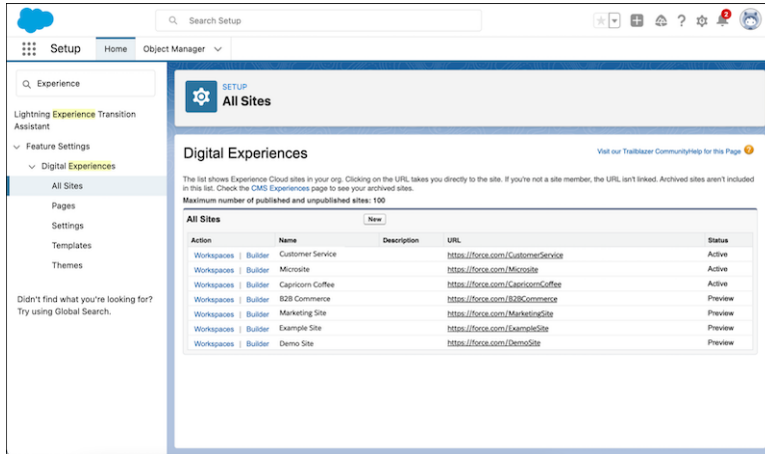 Search Setup
2
Setup
Home
Object Manager
Experience
Lightning Experience Transition
Assistant
Feature Settings
Digital Experiences
All Sites
Pages
Settings
Templates
Themes
Didn't find what you're looking for?
Try using Global Search.
SETUP
All Sites
Digital Experiences
Visit our Trailblazer Community Help for this Page ?
The list shows Experience Cloud sites in your org. Clicking on the URL takes you directly to the site. If you're not a site member, the URL isn't linked. Archived sites aren't included
in this list. Check the CMS Experiences page to see your archived sites.
Maximum number of published and unpublished sites: 100
All Sites New
Action Name Description URL Status
Workspaces | Builder Customer Service https://force.com/CustomerService Active
Workspaces | Builder Microsite https://force.com/Microsite Active
Workspaces | Builder Capricorn Coffee https://force.com/CapricornCoffee Active
Workspaces | Builder B2B Commerce https://force.com/B2BCommerce Preview
Workspaces | Builder Marketing Site https://force.com/MarketingSite Preview
Workspaces | Builder Example Site https://force.com/ExampleSite Preview
Workspaces | Builder Demo Site https://force.com/DemoSite Preview